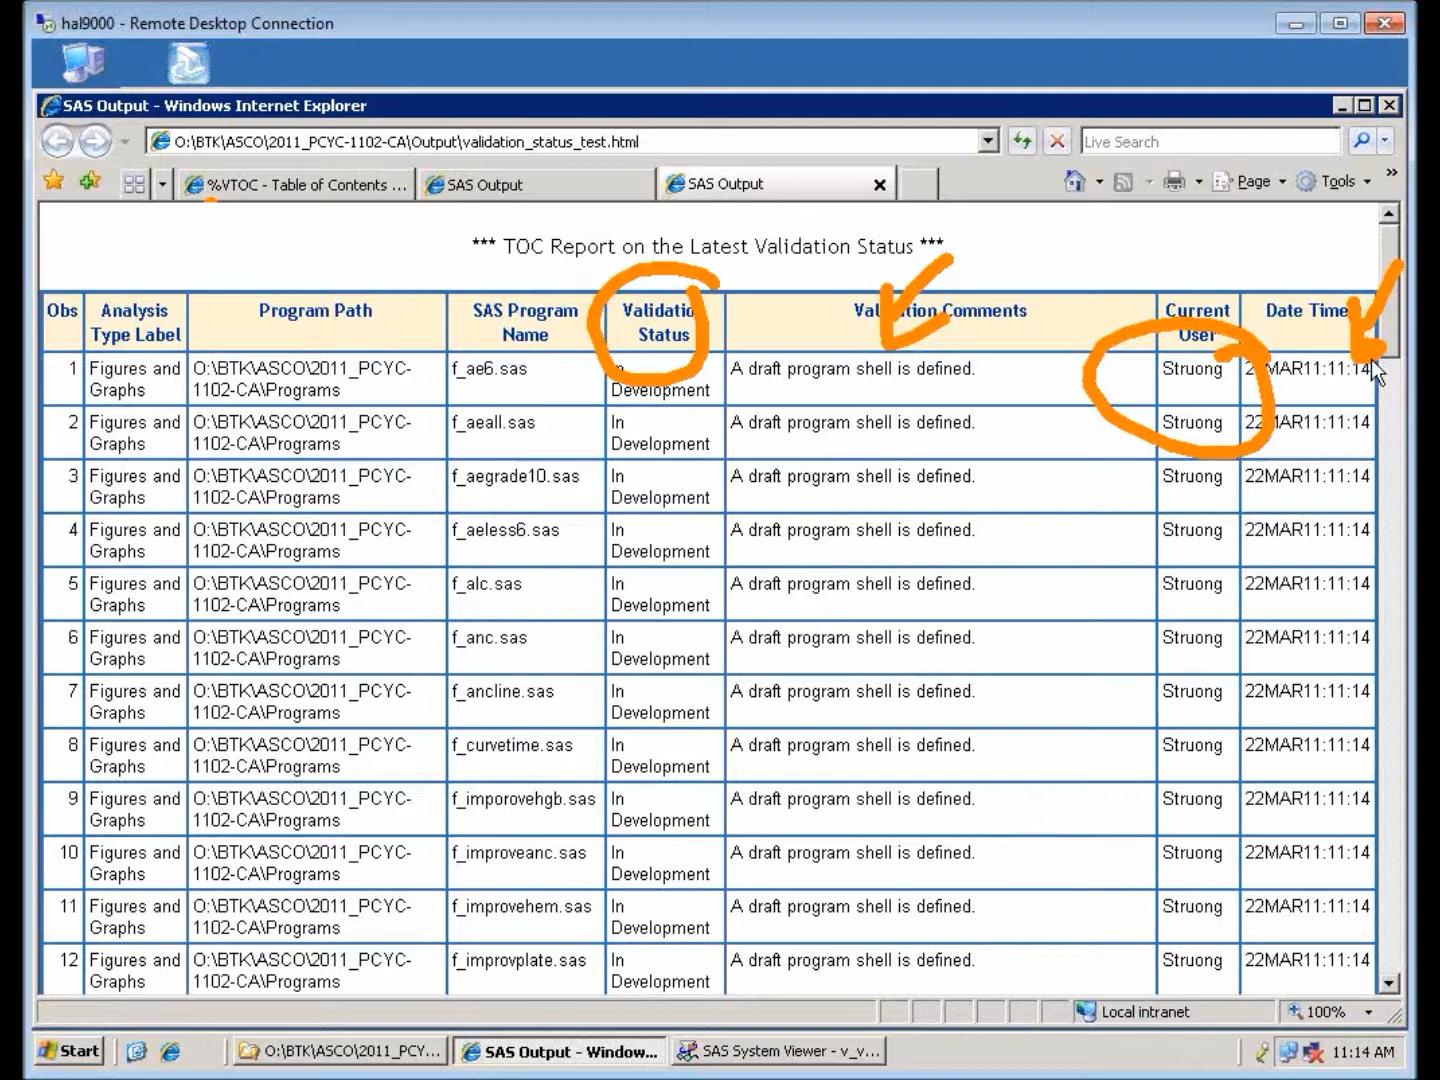 hal9000 - Remote Desktop Connection
SAS Output - Windows Internet Explorer
O:\BTK\ASCO\2011_PCYC-1102-CA\Output\validation_status_test.html
Live Search
%VTOC - Table of Contents ...
SAS Output
SAS Output
Page
Tools
*** TOC Report on the Latest Validation Status ***
Obs
Analysis
Type Label
Program Path
SAS Program
Name
Status
Comments
Current
User
Date Time
1 Figures and O:\BTK\ASCO\2011_PCYC- f_ae6.sas A draft program shell is defined. Struong
Graphs 1102-CA\Programs Development
2 Figures and O:\BTK\ASCO\2011_PCYC- f_aeall.sas In A draft program shell is defined. Struong 22MAR11:11:14
Graphs 1102-CA\Programs Development
3 Figures and O:\BTK\ASCO\2011_PCYC- f_aegrade10.sas In A draft program shell is defined. Struong 22MAR11:11:14
Graphs 1102-CA\Programs Development
4 Figures and O:\BTK\ASCO\2011_PCYC- f_aeless6.sas In A draft program shell is defined. Struong 22MAR11:11:14
Graphs 1102-CA\Programs Development
5 Figures and O:\BTK\ASCO\2011_PCYC- f_alc.sas In A draft program shell is defined. Struong 22MAR11:11:14
Graphs 1102-CA\Programs Development
6 Figures and O:\BTK\ASCO\2011_PCYC- f_anc.sas In A draft program shell is defined. Struong 22MAR11:11:14
Graphs 1102-CA\Programs Development
7 Figures and O:\BTK\ASCO\2011_PCYC- f_ancline.sas In A draft program shell is defined. Struong 22MAR11:11:14
Graphs 1102-CA\Programs Development
8 Figures and O:\BTK\ASCO\2011_PCYC- f_curvetime.sas In A draft program shell is defined. Struong 22MAR11:11:14
Graphs 1102-CA\Programs Development
9 Figures and O:\BTK\ASCO\2011_PCYC- f_imporovehgb.sas In A draft program shell is defined. Struong 22MAR11:11:14
Graphs 1102-CA\Programs Development
10 Figures and O:\BTK\ASCO\2011_PCYC- f_improveanc.sas In A draft program shell is defined. Struong 22MAR11:11:14
Graphs 1102-CA\Programs Development
11 Figures and O:\BTK\ASCO\2011_PCYC- f_improvehem.sas In A draft program shell is defined. Struong 22MAR11:11:14
Graphs 1102-CA\Programs Development
12 Figures and O:\BTK\ASCO\2011_PCYC- f_improvplate.sas In A draft program shell is defined. Struong 22MAR11:11:14
Graphs 1102-CA\Programs Development
Local intranet
100%
Start
O:\BTK\ASCO\2011_PCY...
SAS Output - Window...
SAS System Viewer - v_v...
11:14 AM